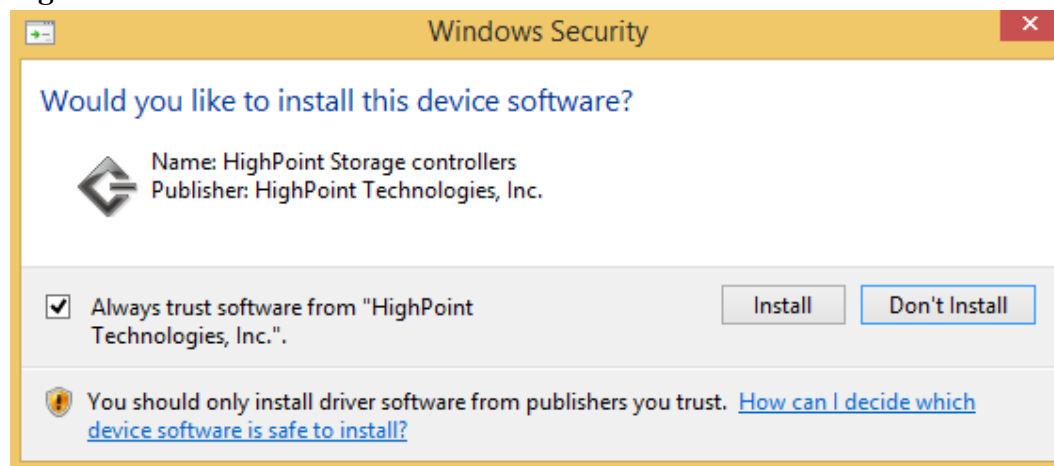 Windows Security
Would you like to install this device software?
Name: HighPoint Storage controllers
Publisher: HighPoint Technologies, Inc.
Always trust software from "HighPoint
Technologies, Inc.".
Install
Don't Install
You should only install driver software from publishers you trust. How can I decide which
device software is safe to install?